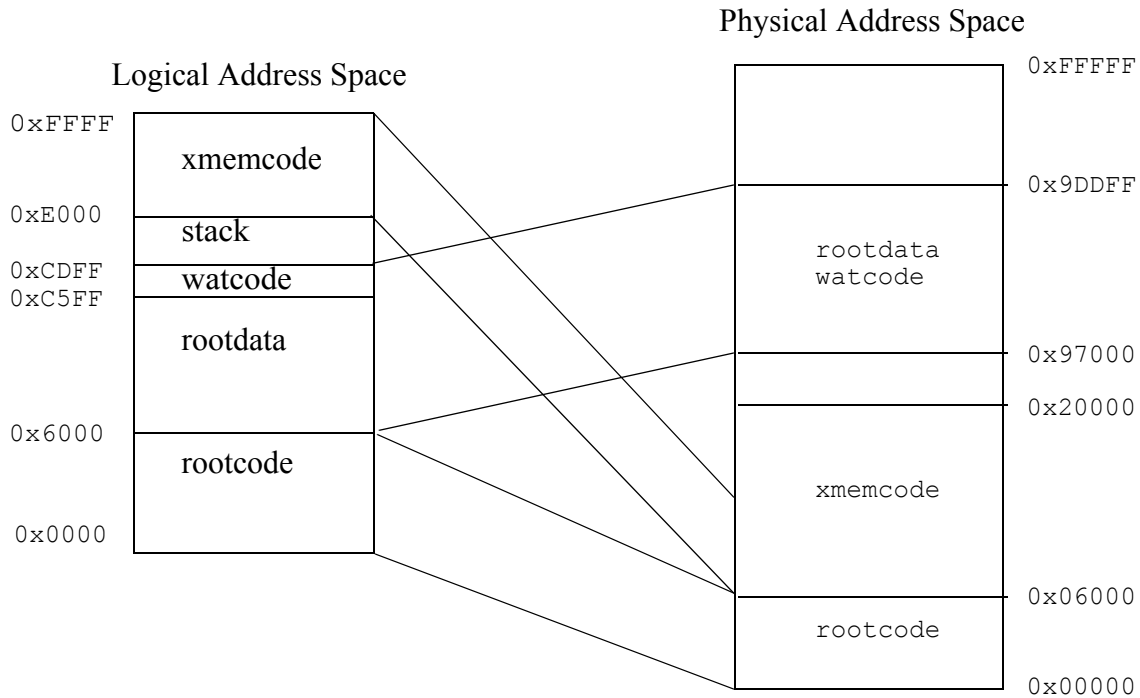 Physical Address Space
Logical Address Space
0xFFFF
xmemcode
0xE000
stack
0xCDFF
watcode
0xC5FF
rootdata
0x6000
rootcode
0x0000
0xFFFFF
0x9DDFF
rootdata
watcode
0x97000
0x20000
xmemcode
0x06000
rootcode
0x00000